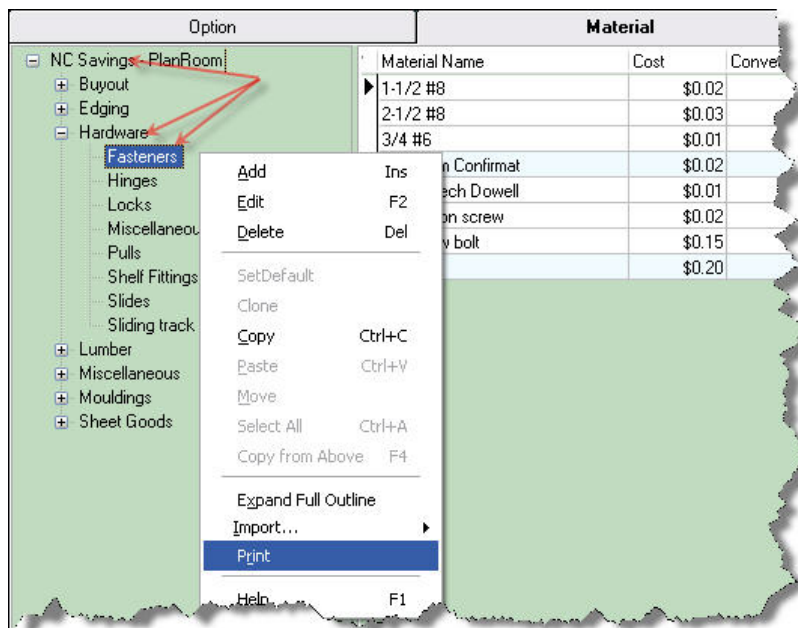 Option
Material
NC Savings - PlanRoom
Buyout
Edging
Hardware
Fasteners
Hinges
Locks
Miscellaneou
Pulls
Shelf Fittings
Slides
Sliding track
Lumber
Miscellaneous
Mouldings
Sheet Goods
Add Ins
Edit F2
Delete Del
SetDefault
Clone
Copy Ctrl+C
Paste Ctrl+V
Move
Select All Ctrl+A
Copy from Above F4
Expand Full Outline
Import...
Print
Help F1
Material Name Cost Conve
1-1/2 #8 $0.02
2-1/2 #8 $0.03
3/4 #6 $0.01
Confirmat $0.02
ech Dowell $0.01
on screw $0.02
bolt $0.15
$0.20